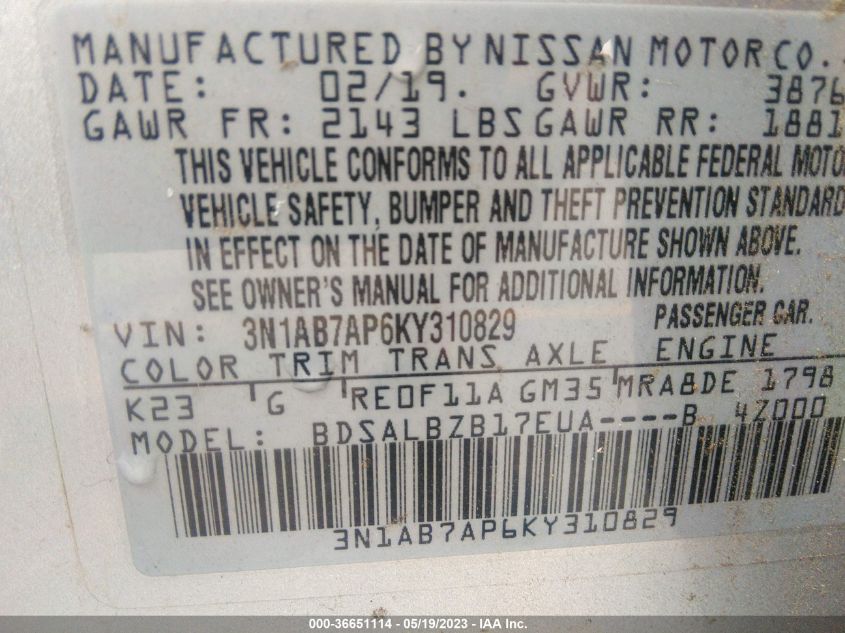 MANUFACTURED BY NISSAN MOTOR CO.,
DATE: 02/19. GVWR: 3876
GAWR FR: 2143 LBS GAWR RR: 1881
THIS VEHICLE CONFORMS TO ALL APPLICABLE FEDERAL MOTO
VEHICLE SAFETY, BUMPER AND THEFT PREVENTION STANDARD
IN EFFECT ON THE DATE OF MANUFACTURE SHOWN ABOVE.
SEE OWNER'S MANUAL FOR ADDITIONAL INFORMATION.
VIN: 3N1AB7AP6KY310829 PASSENGER CAR.
COLOR TRIM TRANS AXLE ENGINE
K23 G RE0F11A GM35 MRA8DE 1798
MODEL: BDSALBZB17EUA----B 4Z000
3N1AB7AP6KY310829
000-36651114 - 05/19/2023 - IAA Inc.